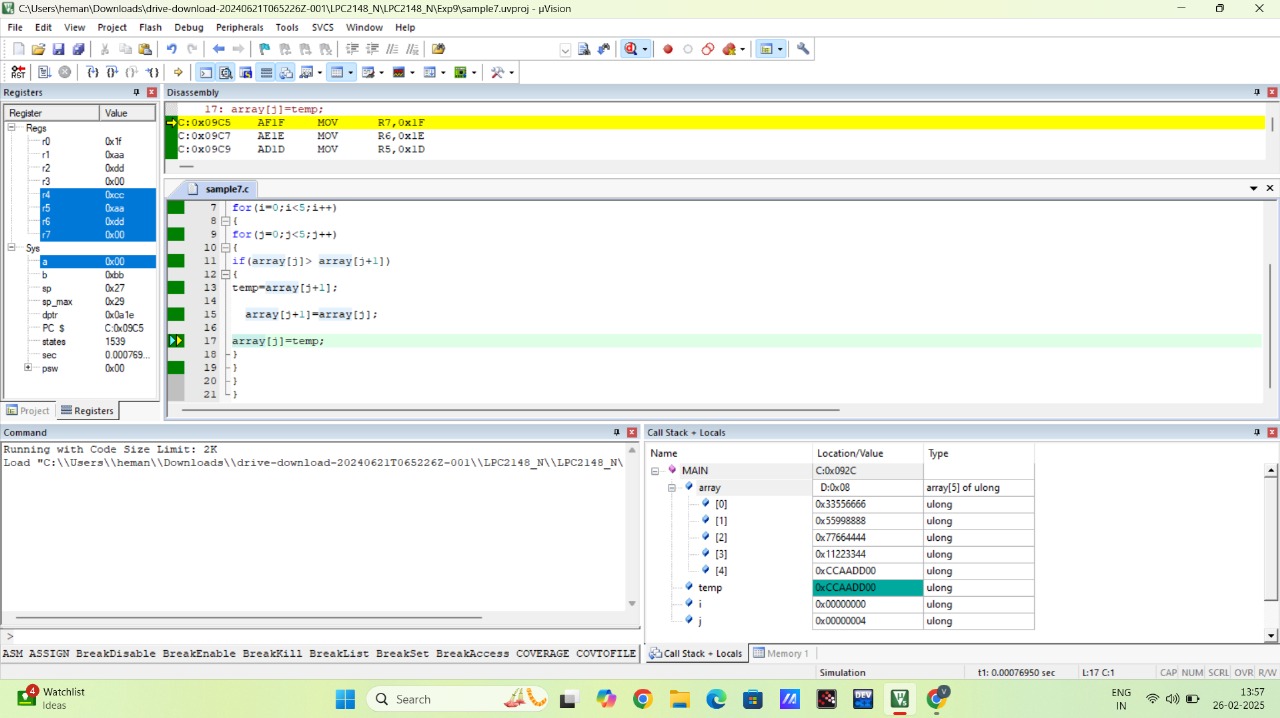 C:\Users\heman\Downloads\drive-download-20240621T065226Z-001\LPC2148_N\LPC2148_N\Exp9\sample7.uvproj - µVision
File Edit View Project Flash Debug Peripherals Tools SVCS Window Help
Registers
Register Value
Regs
r0 0x1f
r1 0xaa
r2 0xdd
r3 0x00
r4 0xcc
r5 0xaa
r6 0xdd
r7 0x00
Sys
a 0x00
b 0xbb
sp 0x27
sp_max 0x29
dptr 0x0a1e
PC $ C:0x09C5
states 1539
sec 0.000769...
psw 0x00
Project Registers
Disassembly
17: array[j]=temp;
C:0x09C5 AF1F MOV R7,0x1F
C:0x09C7 AE1E MOV R6,0x1E
C:0x09C9 AD1D MOV R5,0x1D
sample7.c
7 for(i=0;i<5;i++)
8 {
9 for(j=0;j<5;j++)
10 {
11 if(array[j]> array[j+1])
12 {
13 temp=array[j+1];
14
15 array[j+1]=array[j];
16
17 array[j]=temp;
18 }
19 }
20 }
21 }
Command
Running with Code Size Limit: 2K
Load "C:\\Users\\heman\\Downloads\\drive-download-20240621T065226Z-001\\LPC2148_N\\LPC2148_N\
>
ASM ASSIGN BreakDisable BreakEnable BreakKill BreakList BreakSet BreakAccess COVERAGE COVTOFILE
Call Stack + Locals
Name Location/Value Type
MAIN C:0x092C
array D:0x08 array[5] of ulong
[0] 0x33556666 ulong
[1] 0x55998888 ulong
[2] 0x77664444 ulong
[3] 0x11223344 ulong
[4] 0xCCAADD00 ulong
temp 0xCCAADD00 ulong
i 0x00000000 ulong
j 0x00000004 ulong
Call Stack + Locals Memory 1
Simulation t1: 0.00076950 sec L:17 C:1 CAP NUM SCRL OVR R/W
4 Watchlist
Ideas
Search
DEV
V
ENG
IN
13:57
26-02-2025